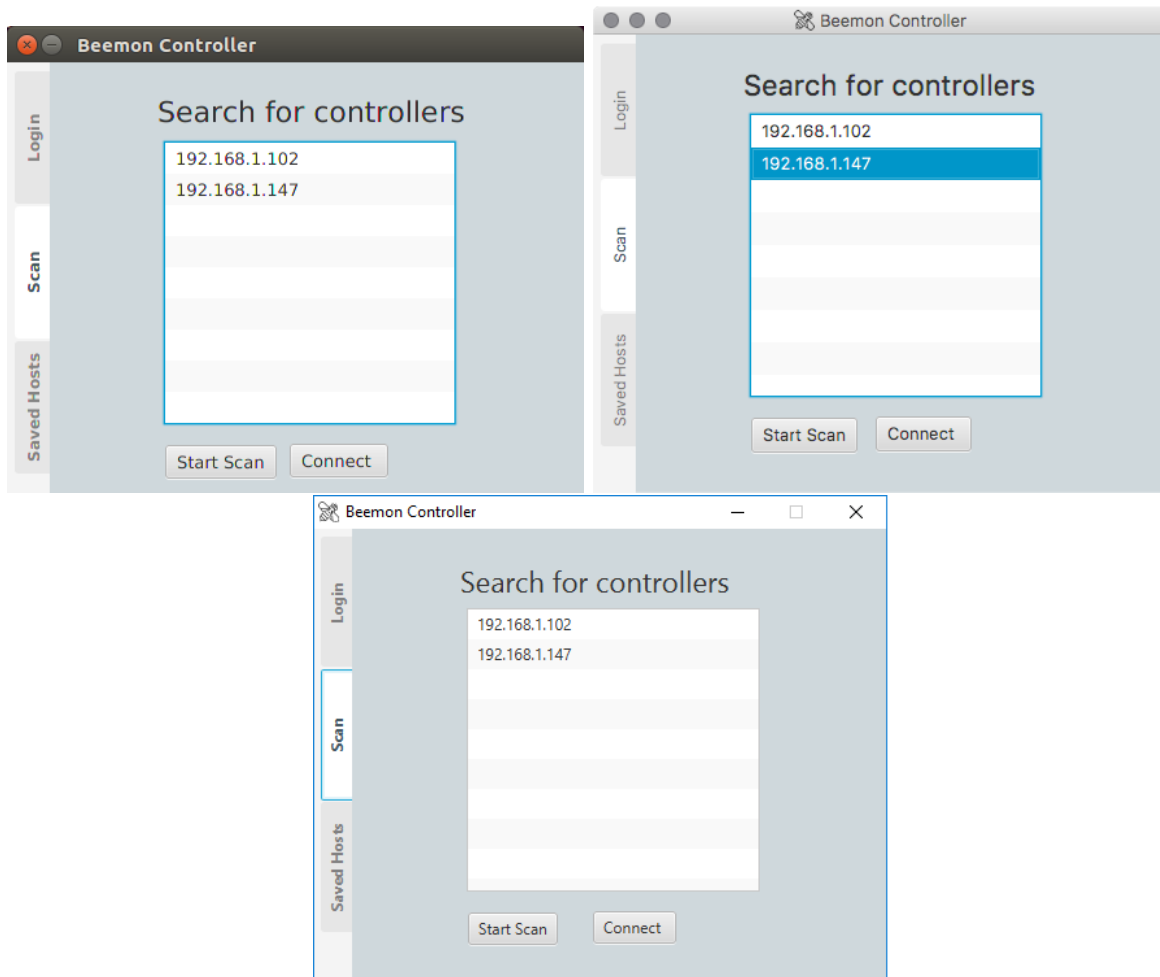 Beemon Controller
Login
Scan
Saved Hosts
Search for controllers
192.168.1.102
192.168.1.147
Start Scan
Connect
Beemon Controller
Login
Scan
Saved Hosts
Search for controllers
192.168.1.102
192.168.1.147
Start Scan
Connect
Beemon Controller
Login
Scan
Saved Hosts
Search for controllers
192.168.1.102
192.168.1.147
Start Scan
Connect